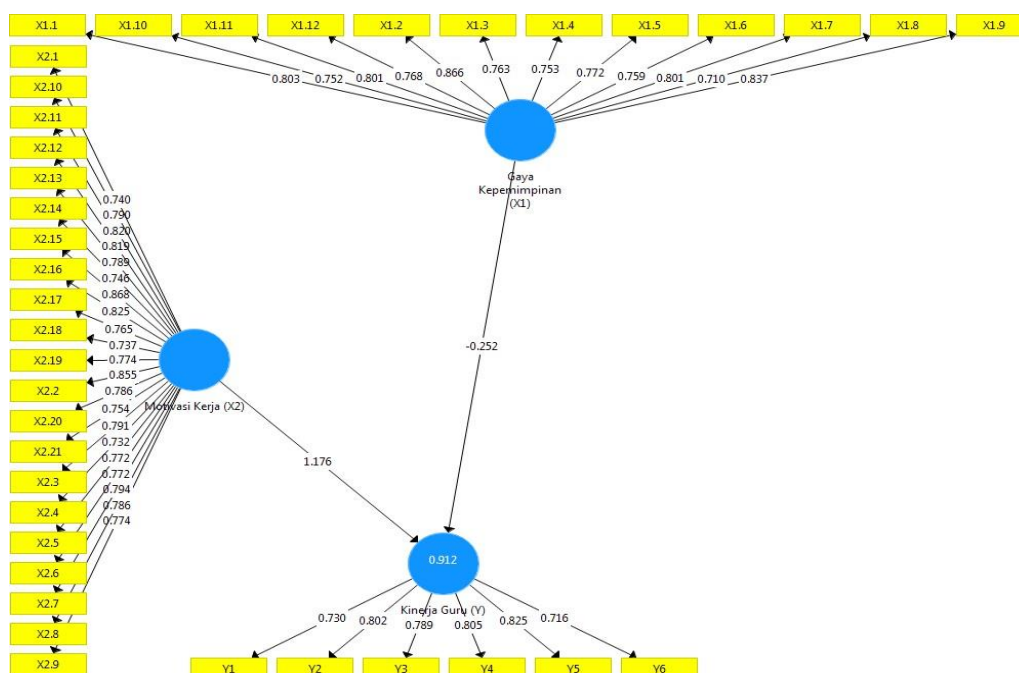 X1.1 X1.10 X1.11 X1.12 X1.2 X1.3 X1.4 X1.5 X1.6 X1.7 X1.8 X1.9
0.803 0.752 0.801 0.768 0.866 0.763 0.753 0.772 0.759 0.801 0.710 0.837
Gaya
Kepemimpinan
(X1)
X2.1
X2.10
X2.11
X2.12
X2.13
X2.14
X2.15
X2.16
X2.17
X2.18
X2.19
X2.2
X2.20
X2.21
X2.3
X2.4
X2.5
X2.6
X2.7
X2.8
X2.9
0.740
0.790
0.820
0.819
0.789
0.746
0.868
0.825
0.765
0.737
0.774
0.855
0.786
0.754
0.791
0.732
0.772
0.772
0.794
0.786
0.774
Motivasi Kerja (X2)
-0.252
1.176
0.912
Kinerja Guru (Y)
0.730 0.802 0.789 0.805 0.825 0.716
Y1 Y2 Y3 Y4 Y5 Y6